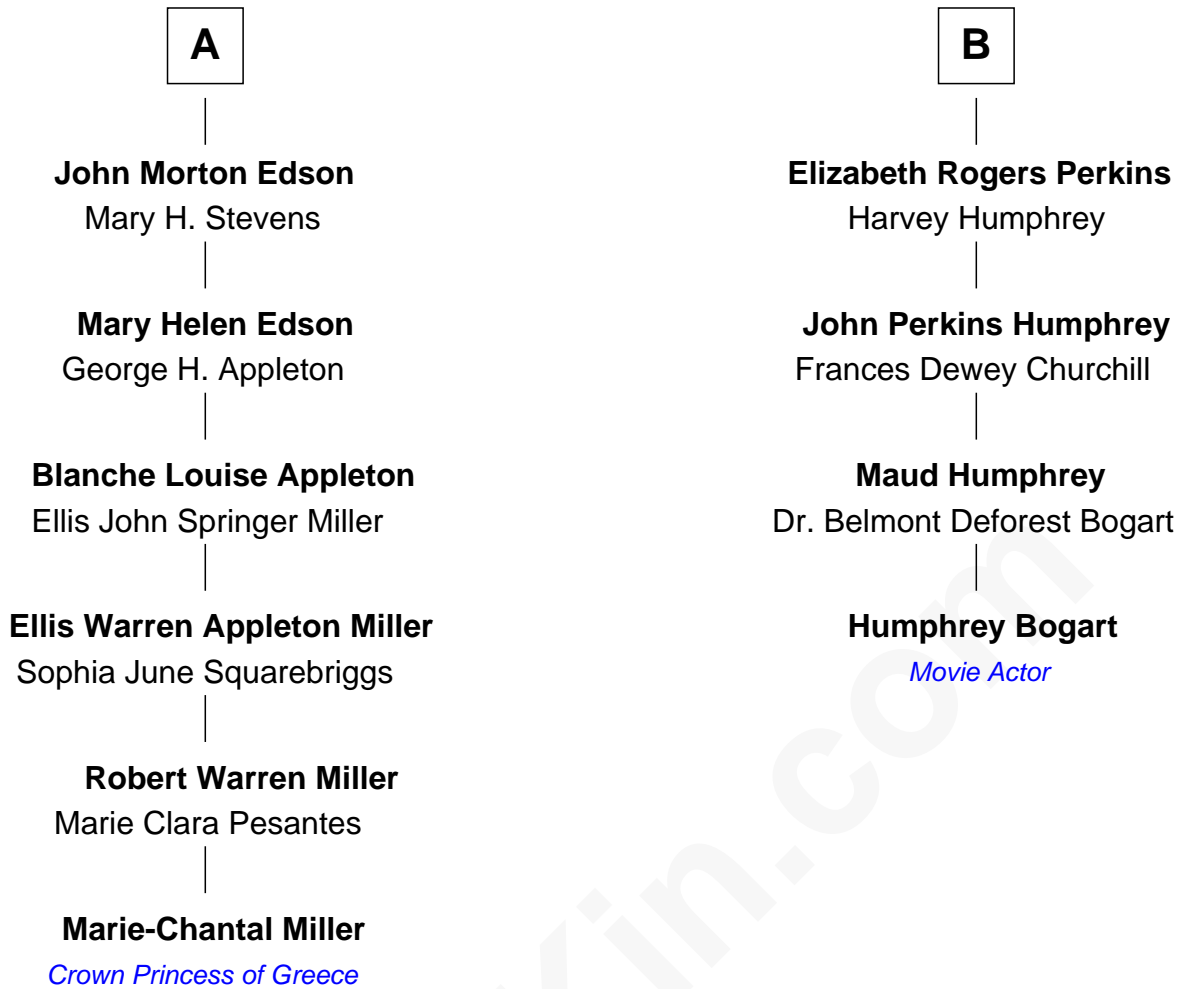 A
John Morton Edson
Mary H. Stevens
Mary Helen Edson
George H. Appleton
Blanche Louise Appleton
Ellis John Springer Miller
Ellis Warren Appleton Miller
Sophia June Squarebriggs
Robert Warren Miller
Marie Clara Pesantes
Marie-Chantal Miller
Crown Princess of Greece
B
Elizabeth Rogers Perkins
Harvey Humphrey
John Perkins Humphrey
Frances Dewey Churchill
Maud Humphrey
Dr. Belmont Deforest Bogart
Humphrey Bogart
Movie Actor